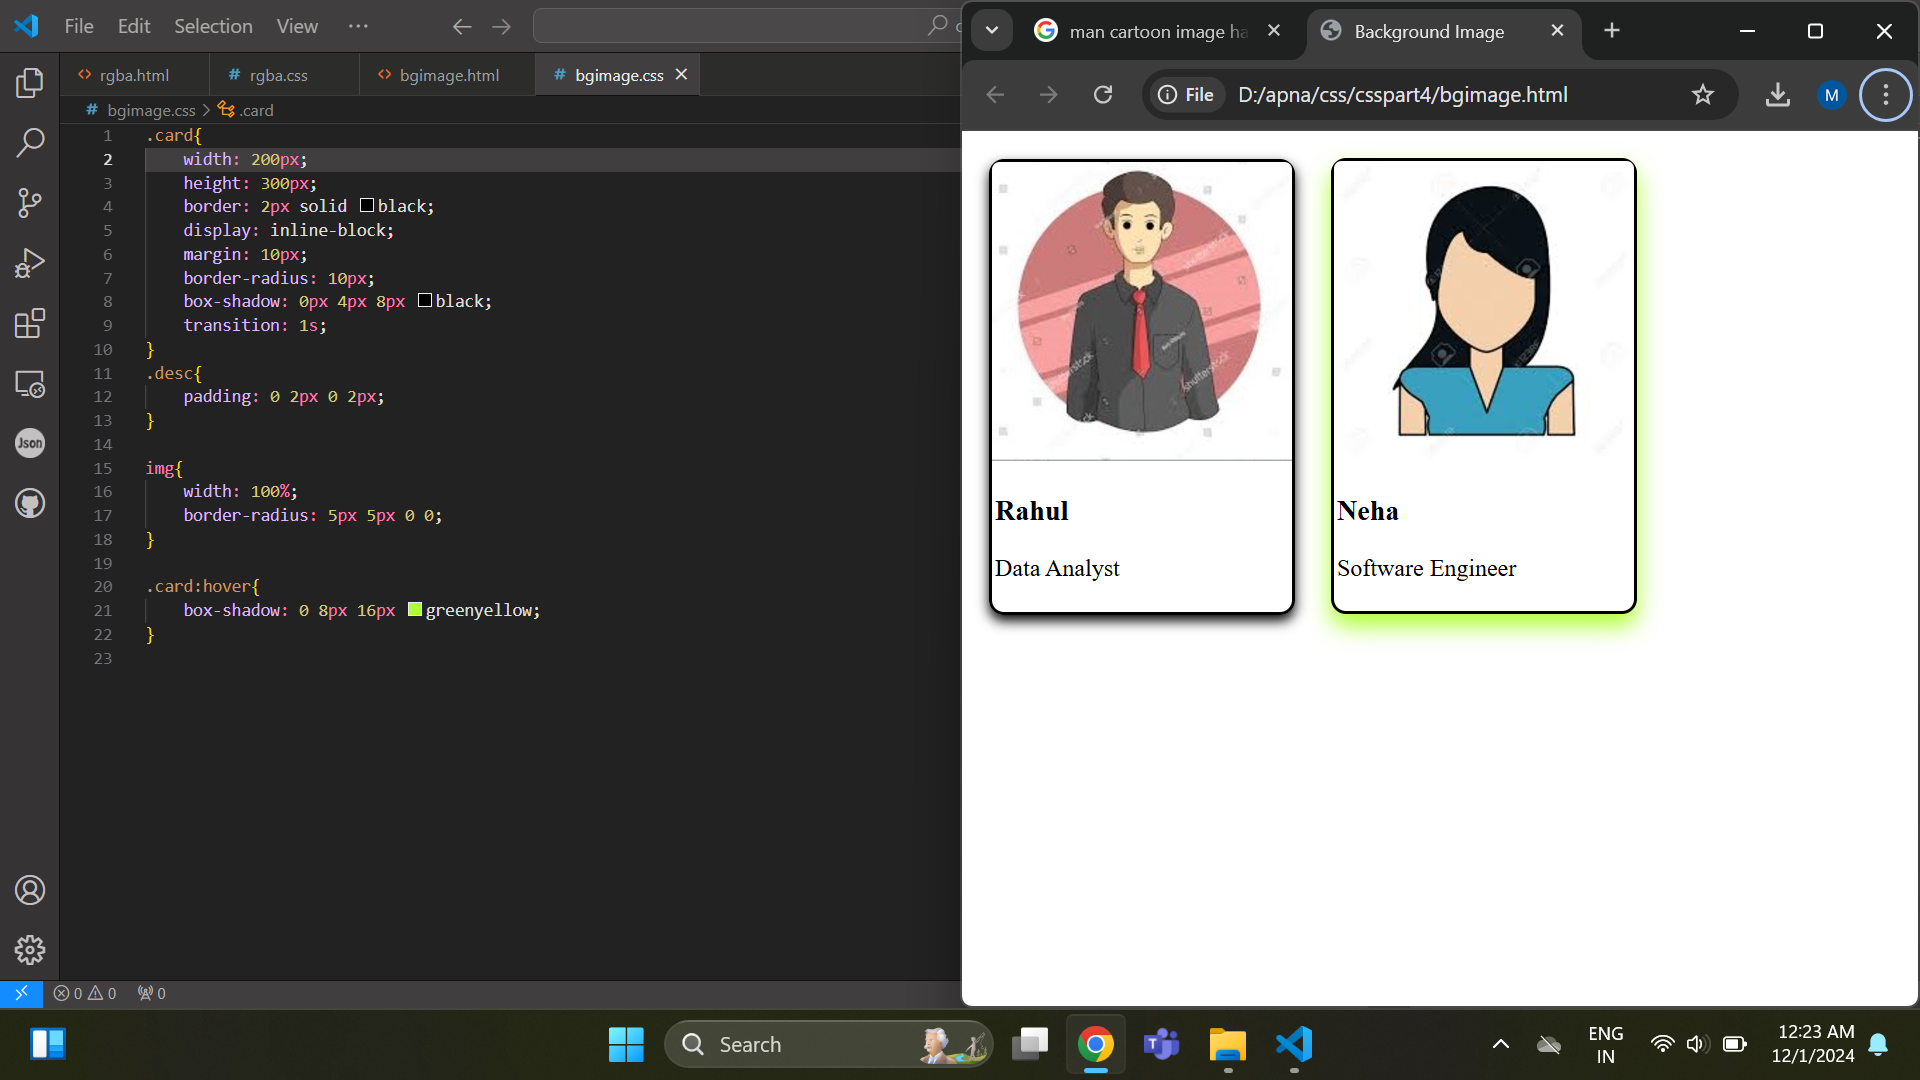 File Edit Selection View ···
rgba.html
rgba.css
bgimage.html
bgimage.css
bgimage.css > .card
1 .card{
2 width: 200px;
3 height: 300px;
4 border: 2px solid black;
5 display: inline-block;
6 margin: 10px;
7 border-radius: 10px;
8 box-shadow: 0px 4px 8px black;
9 transition: 1s;
10 }
11 .desc{
12 padding: 0 2px 0 2px;
13 }
14
15 img{
16 width: 100%;
17 border-radius: 5px 5px 0 0;
18 }
19
20 .card:hover{
21 box-shadow: 0 8px 16px greenyellow;
22 }
23
Json
0 0 0
man cartoon image ha
Background Image
File D:/apna/css/csspart4/bgimage.html
M
shutterstock
Rahul
Data Analyst
Neha
Software Engineer
Search
ENG
IN
12:23 AM
12/1/2024